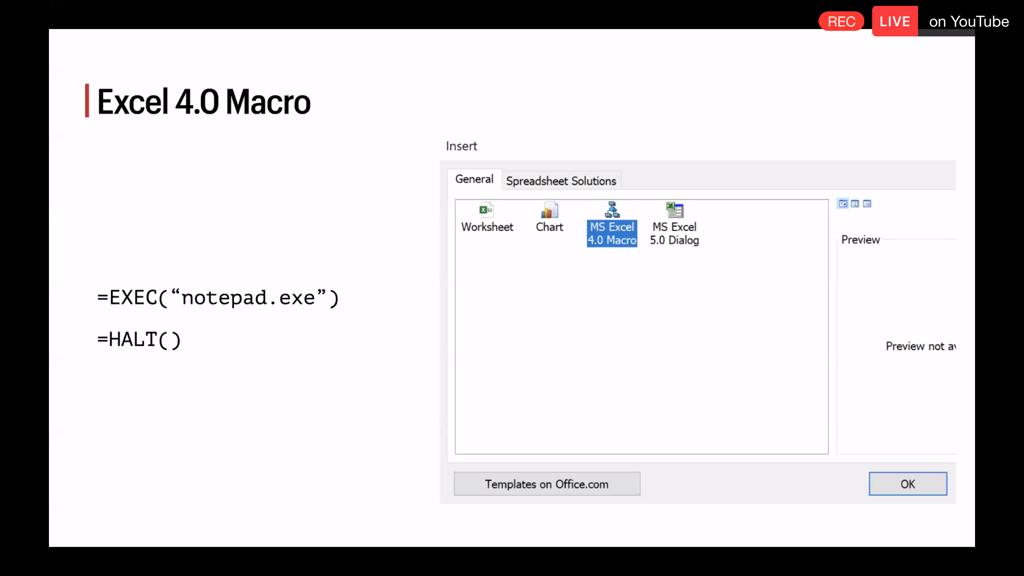 REC LIVE on YouTube
Excel 4.0 Macro
Insert
General Spreadsheet Solutions
Worksheet
Chart
MS Excel
4.0 Macro
MS Excel
5.0 Dialog
Preview
=EXEC(“notepad.exe”)
=HALT()
Preview not av
Templates on Office.com
OK